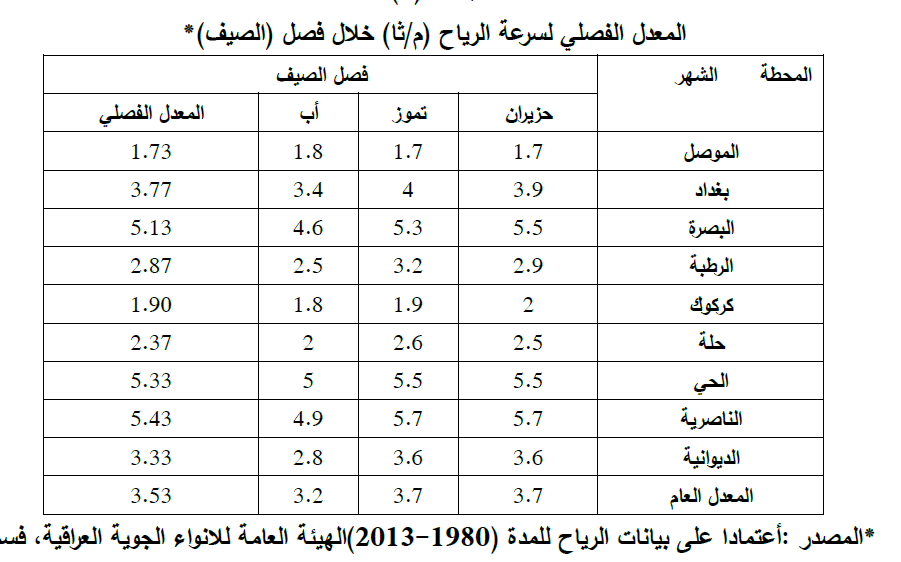 المعدل الفصلي لسرعة الرياح (م/ثا) خلال فصل (الصيف)*
المحطة الشهر فصل الصيف
حزيران تموز أب المعدل الفصلي
الموصل 1.7 1.7 1.8 1.73
بغداد 3.9 4 3.4 3.77
البصرة 5.5 5.3 4.6 5.13
الرطبة 2.9 3.2 2.5 2.87
كركوك 2 1.9 1.8 1.90
حلة 2.5 2.6 2 2.37
الحي 5.5 5.5 5 5.33
الناصرية 5.7 5.7 4.9 5.43
الديوانية 3.6 3.6 2.8 3.33
المعدل العام 3.7 3.7 3.2 3.53
*المصدر :أعتمادا على بيانات الرياح للمدة (1980-2013)الهيئة العامة للانواء الجوية العراقية،